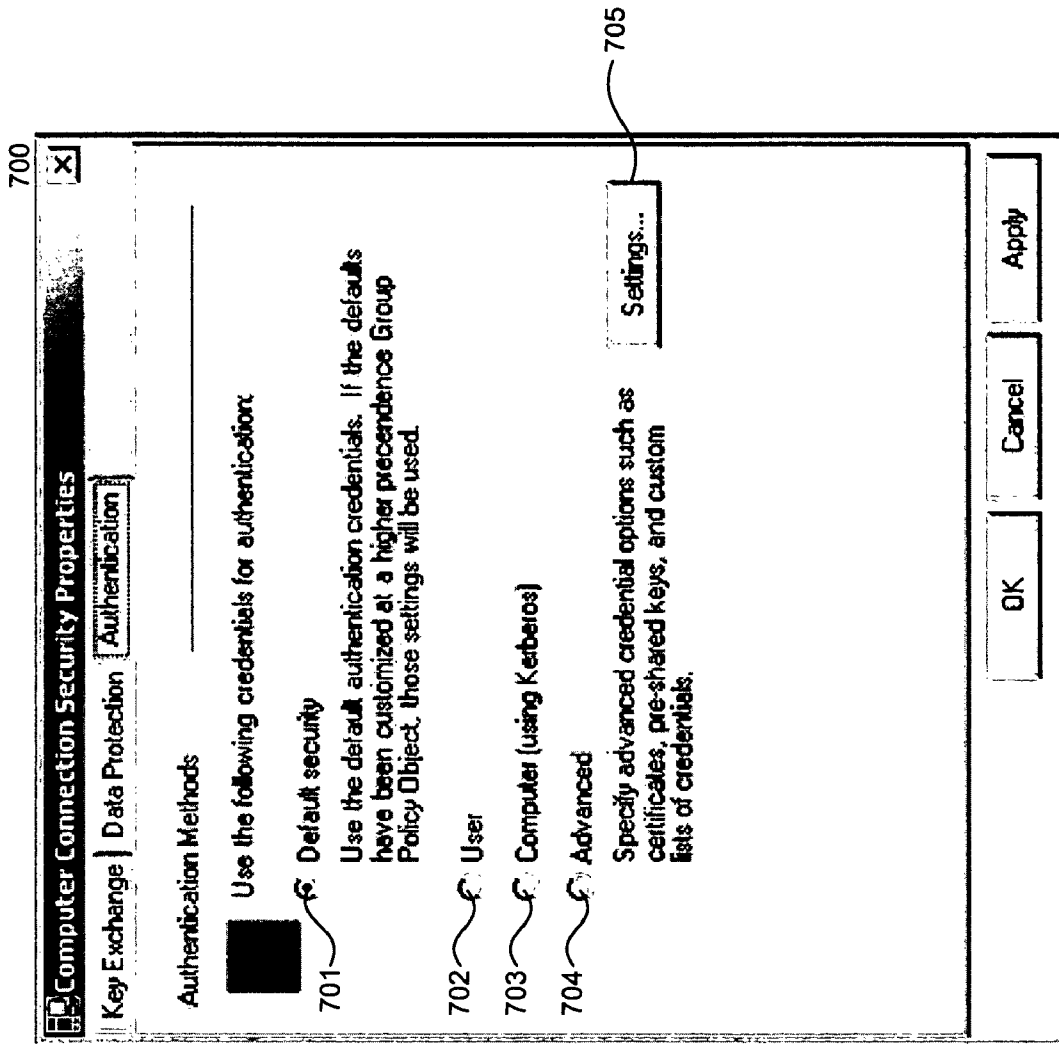 700
Computer Connection Security Properties
Key Exchange Data Protection Authentication
Authentication Methods
Use the following credentials for authentication:
701
Default security
Use the default authentication credentials. If the defaults
have been customized at a higher precendence Group
Policy Object, those settings will be used.
702
User
703
Computer (using Kerberos)
704
Advanced
Specify advanced credential options such as
certificates, pre-shared keys, and custom
lists of credentials.
Settings...
705
OK Cancel Apply